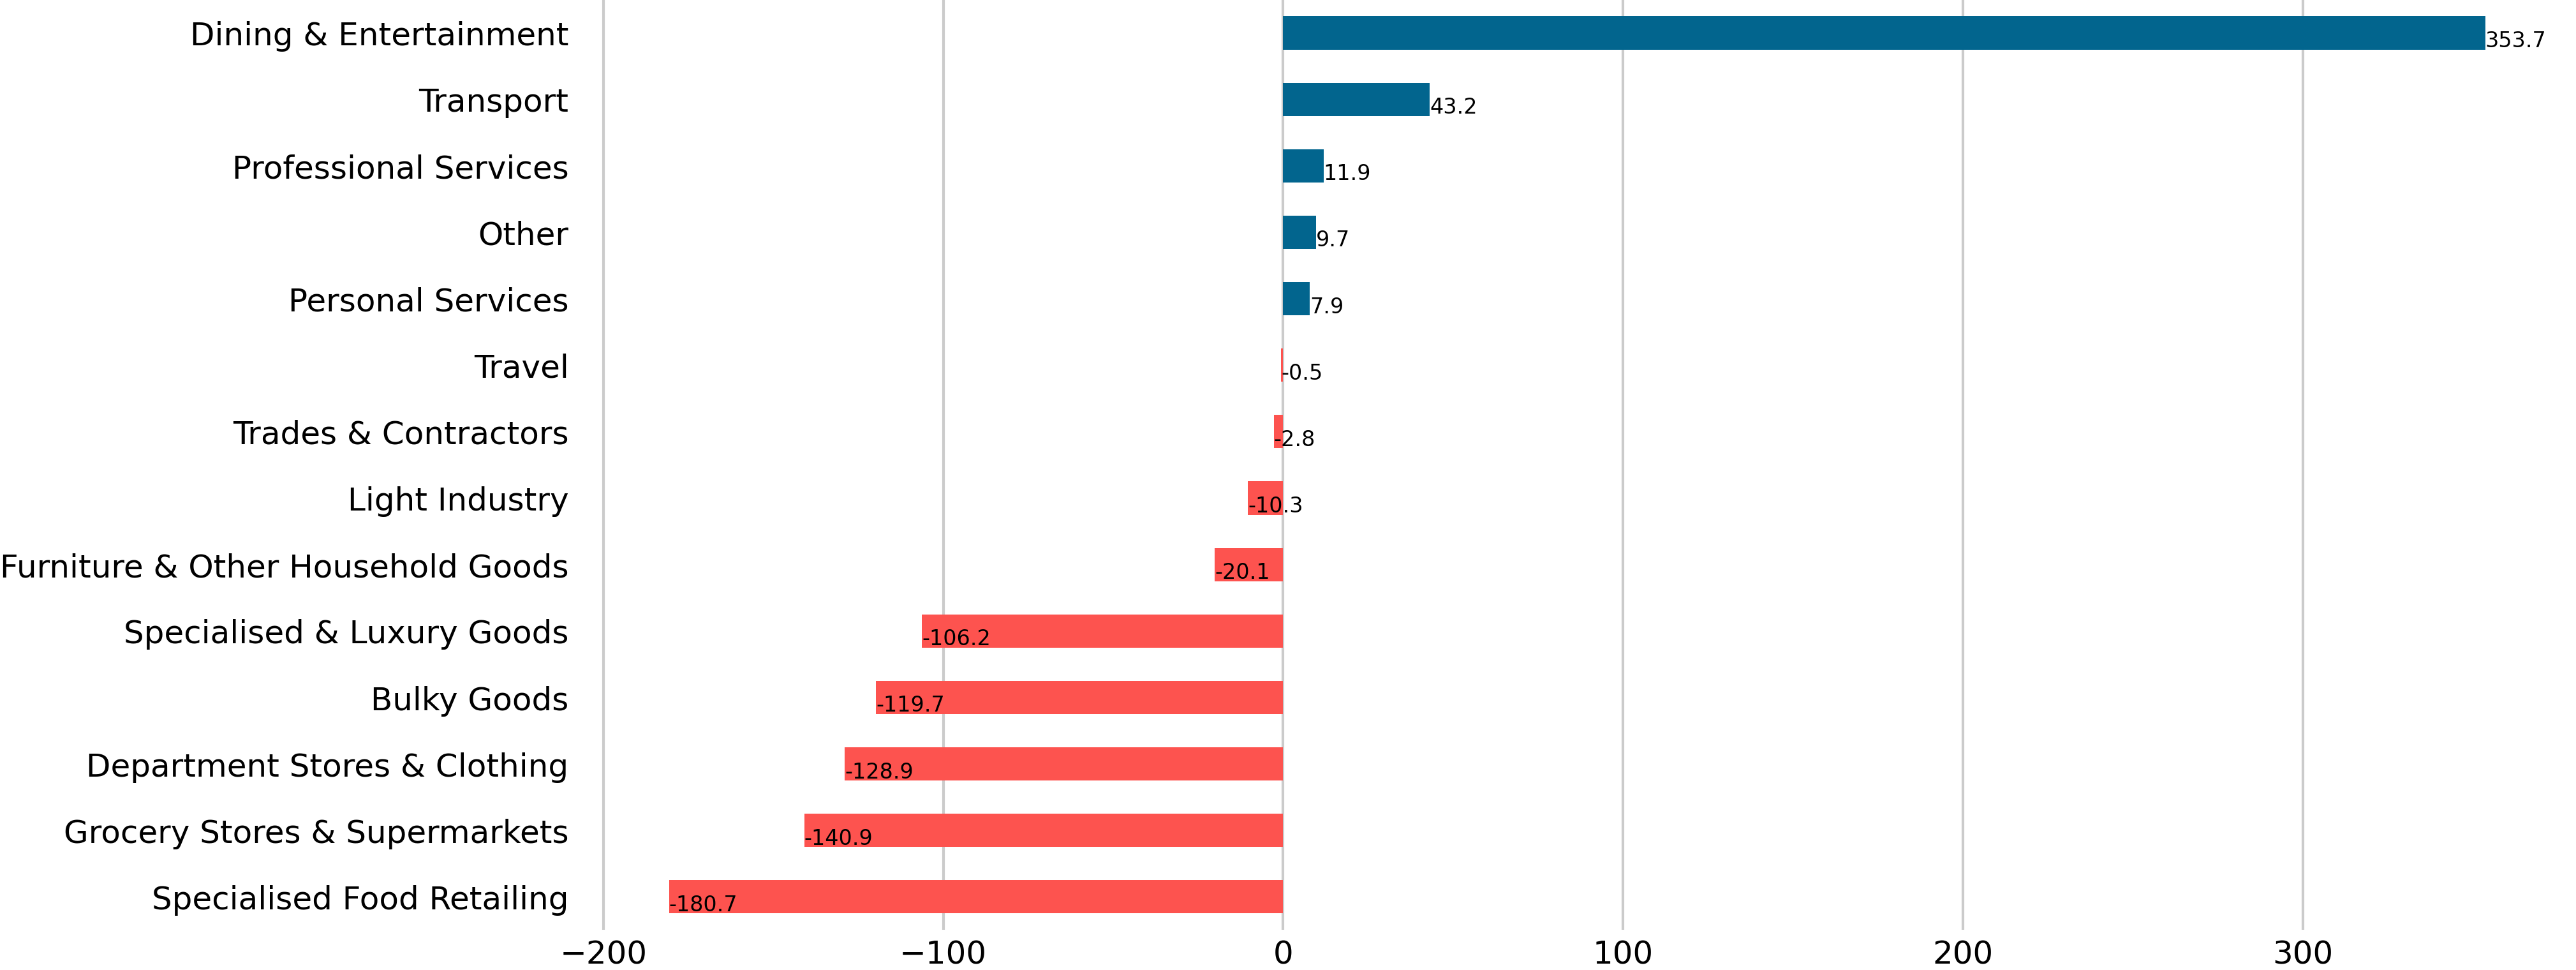 Dining & Entertainment 353.7
Transport 43.2
Professional Services 11.9
Other 9.7
Personal Services 7.9
Travel -0.5
Trades & Contractors -2.8
Light Industry -10.3
Furniture & Other Household Goods -20.1
Specialised & Luxury Goods -106.2
Bulky Goods -119.7
Department Stores & Clothing -128.9
Grocery Stores & Supermarkets -140.9
Specialised Food Retailing -180.7
−200 −100 0 100 200 300